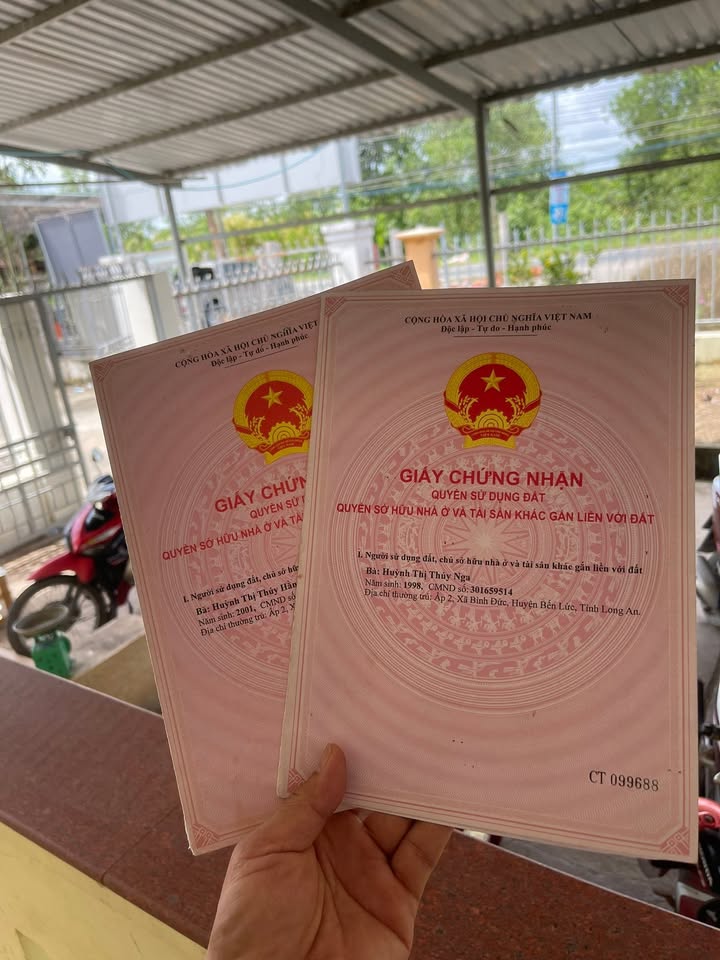 CỘNG HÒA XÃ HỘI CHỦ NGHĨA VIỆT
Độc lập - Tự do - Hạnh phúc
GIẤY CHỨN
QUYỀN SỬ
QUYỀN SỞ HỮU NHÀ Ở VÀ TÀI
I. Người sử dụng đất, chủ sở hữu
Bà: Huỳnh Thị Thúy
Năm sinh: 2001, CMND số
Địa chỉ thường trú: Ấp 2, X
CỘNG HÒA XÃ HỘI CHỦ NGHĨA VIỆT NAM
Độc lập - Tự do - Hạnh phúc
VIỆT NAM
GIẤY CHỨNG NHẬN
QUYỀN SỬ DỤNG ĐẤT
QUYỀN SỞ HỮU NHÀ Ở VÀ TÀI SẢN KHÁC GẮN LIỀN VỚI ĐẤT
I. Người sử dụng đất, chủ sở hữu nhà ở và tài sản khác gắn liền với đất
Bà: Huỳnh Thị Thúy Nga
Năm sinh: 1998, CMND số: 301659514
Địa chỉ thường trú: Ấp 2, Xã Bình Đức, Huyện Bến Lức, Tỉnh Long An.
CT 099688